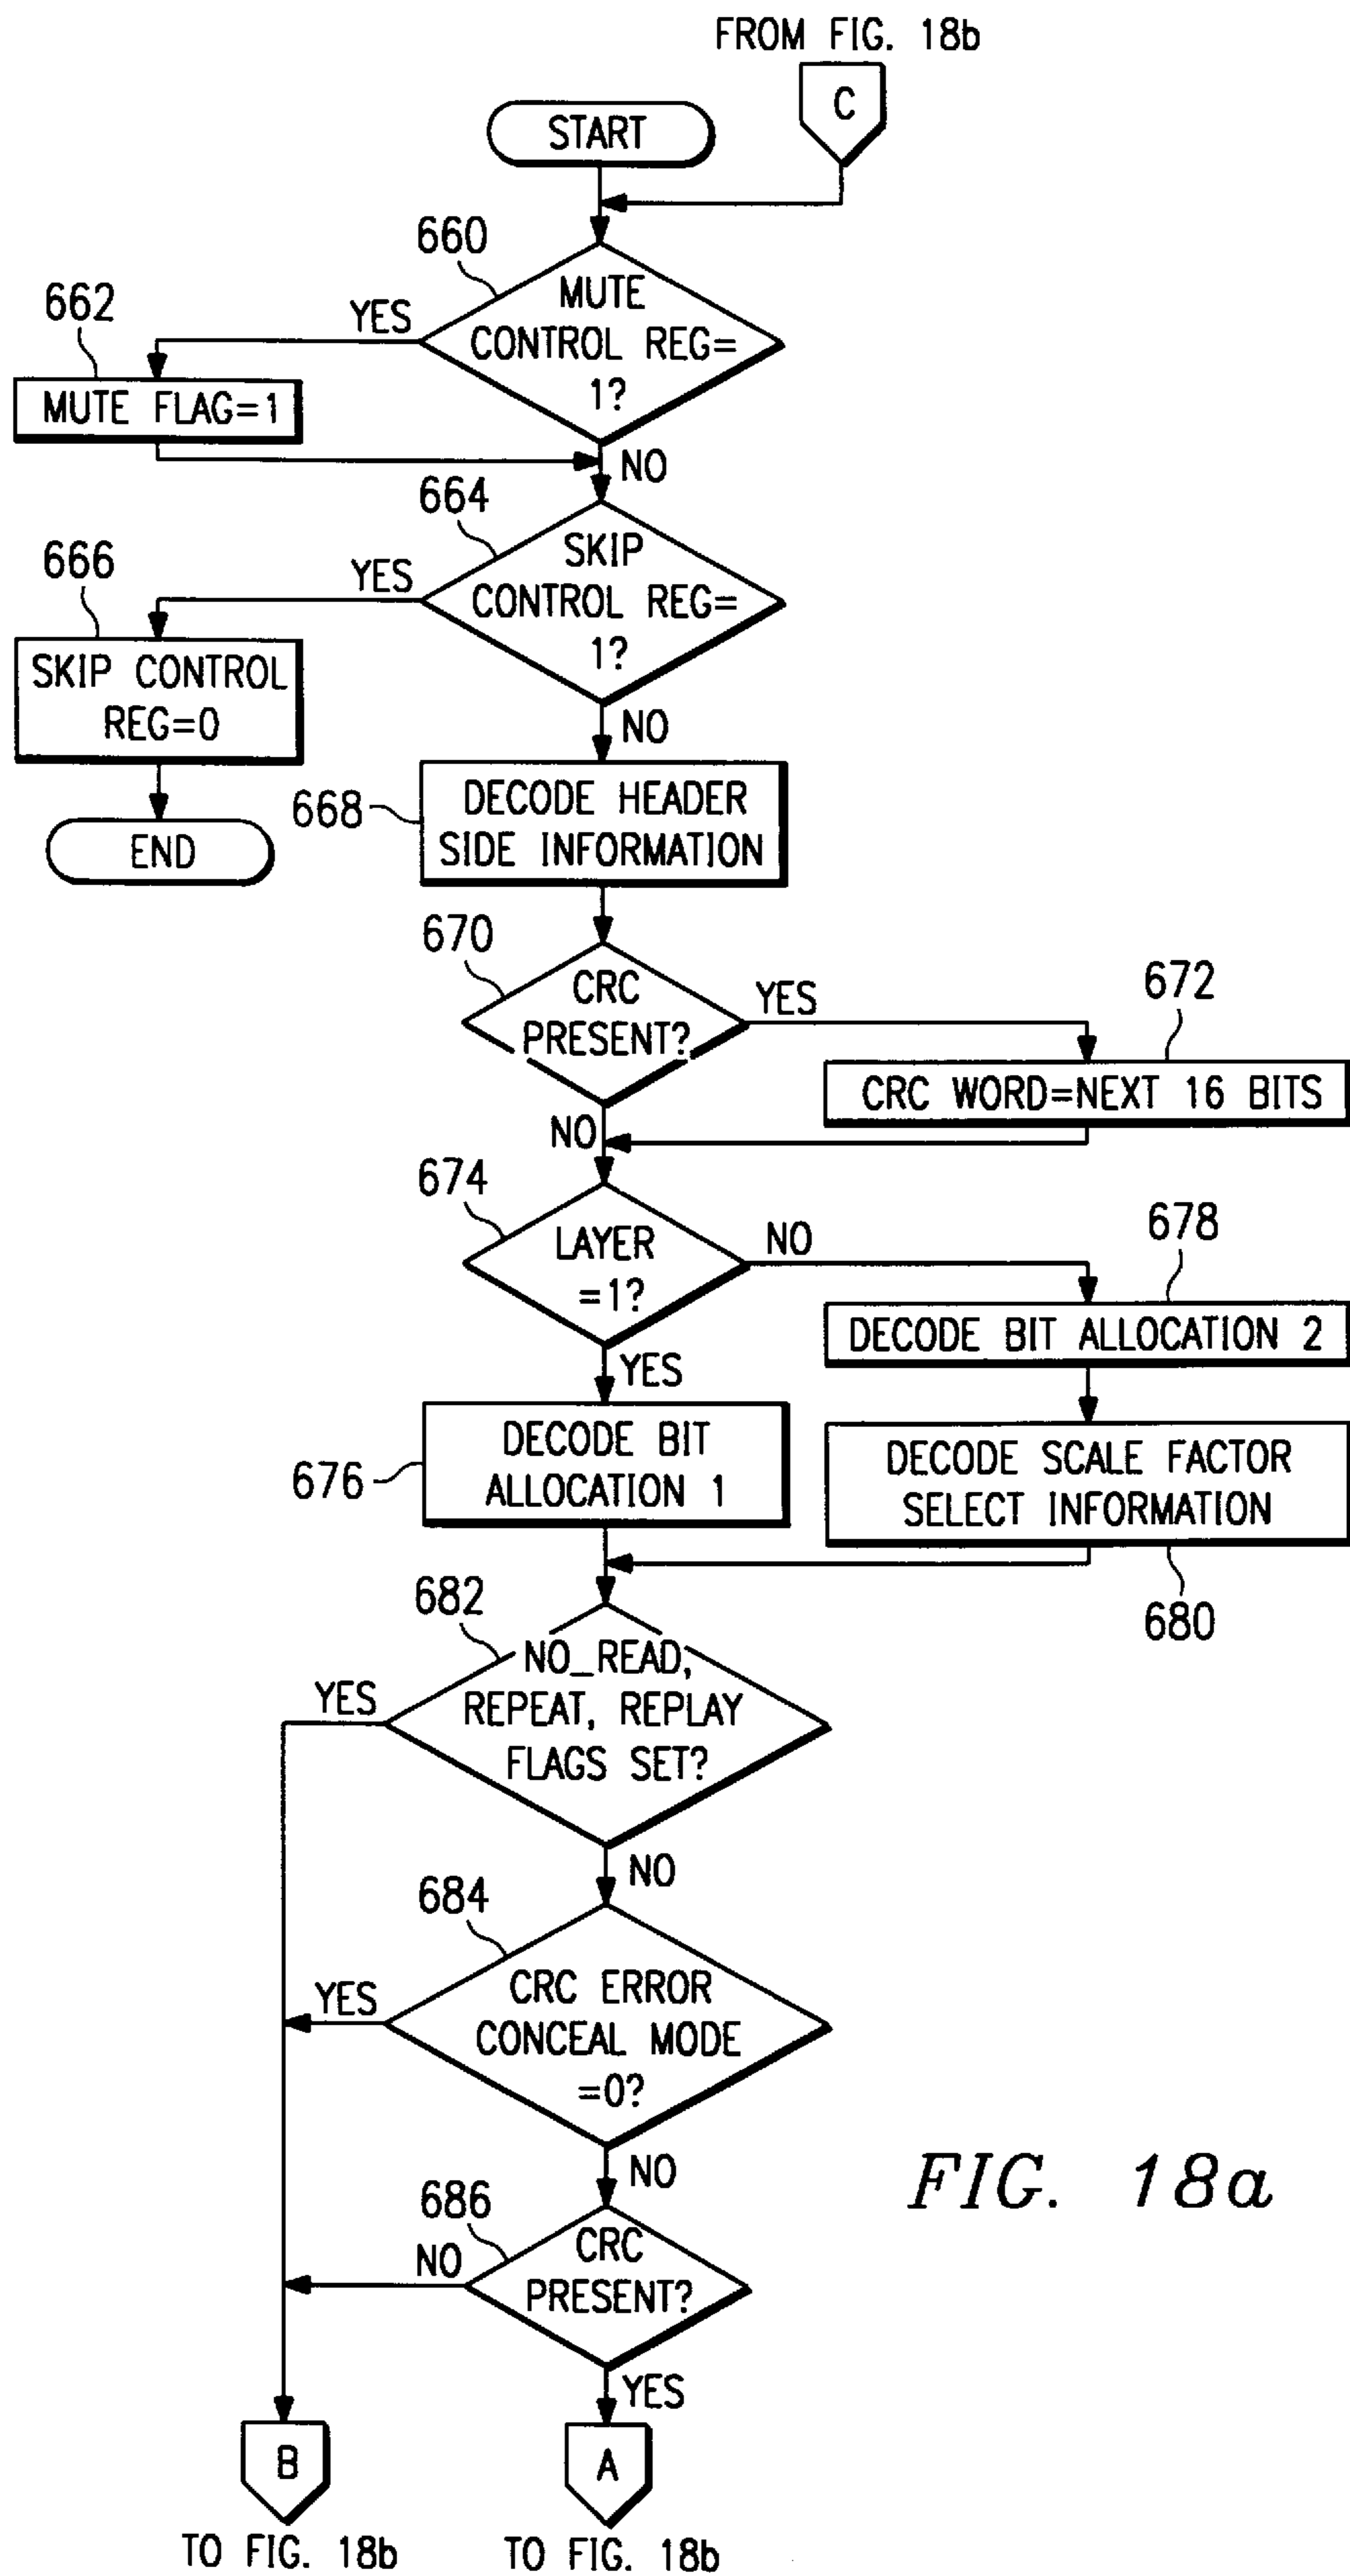 FROM FIG. 18b
C
START
660
MUTE
CONTROL REG=
1?
YES
662
MUTE FLAG=1
NO
664
SKIP
CONTROL REG=
1?
YES
666
SKIP CONTROL
REG=0
NO
END
668
DECODE HEADER
SIDE INFORMATION
670
CRC
PRESENT?
YES
672
CRC WORD=NEXT 16 BITS
NO
674
LAYER
=1?
NO
678
DECODE BIT ALLOCATION 2
YES
676
DECODE BIT
ALLOCATION 1
DECODE SCALE FACTOR
SELECT INFORMATION
680
682
NO_READ,
REPEAT, REPLAY
FLAGS SET?
YES
NO
684
CRC ERROR
CONCEAL MODE
=0?
YES
NO
686
CRC
PRESENT?
NO
YES
FIG. 18a
B
A
TO FIG. 18b
TO FIG. 18b